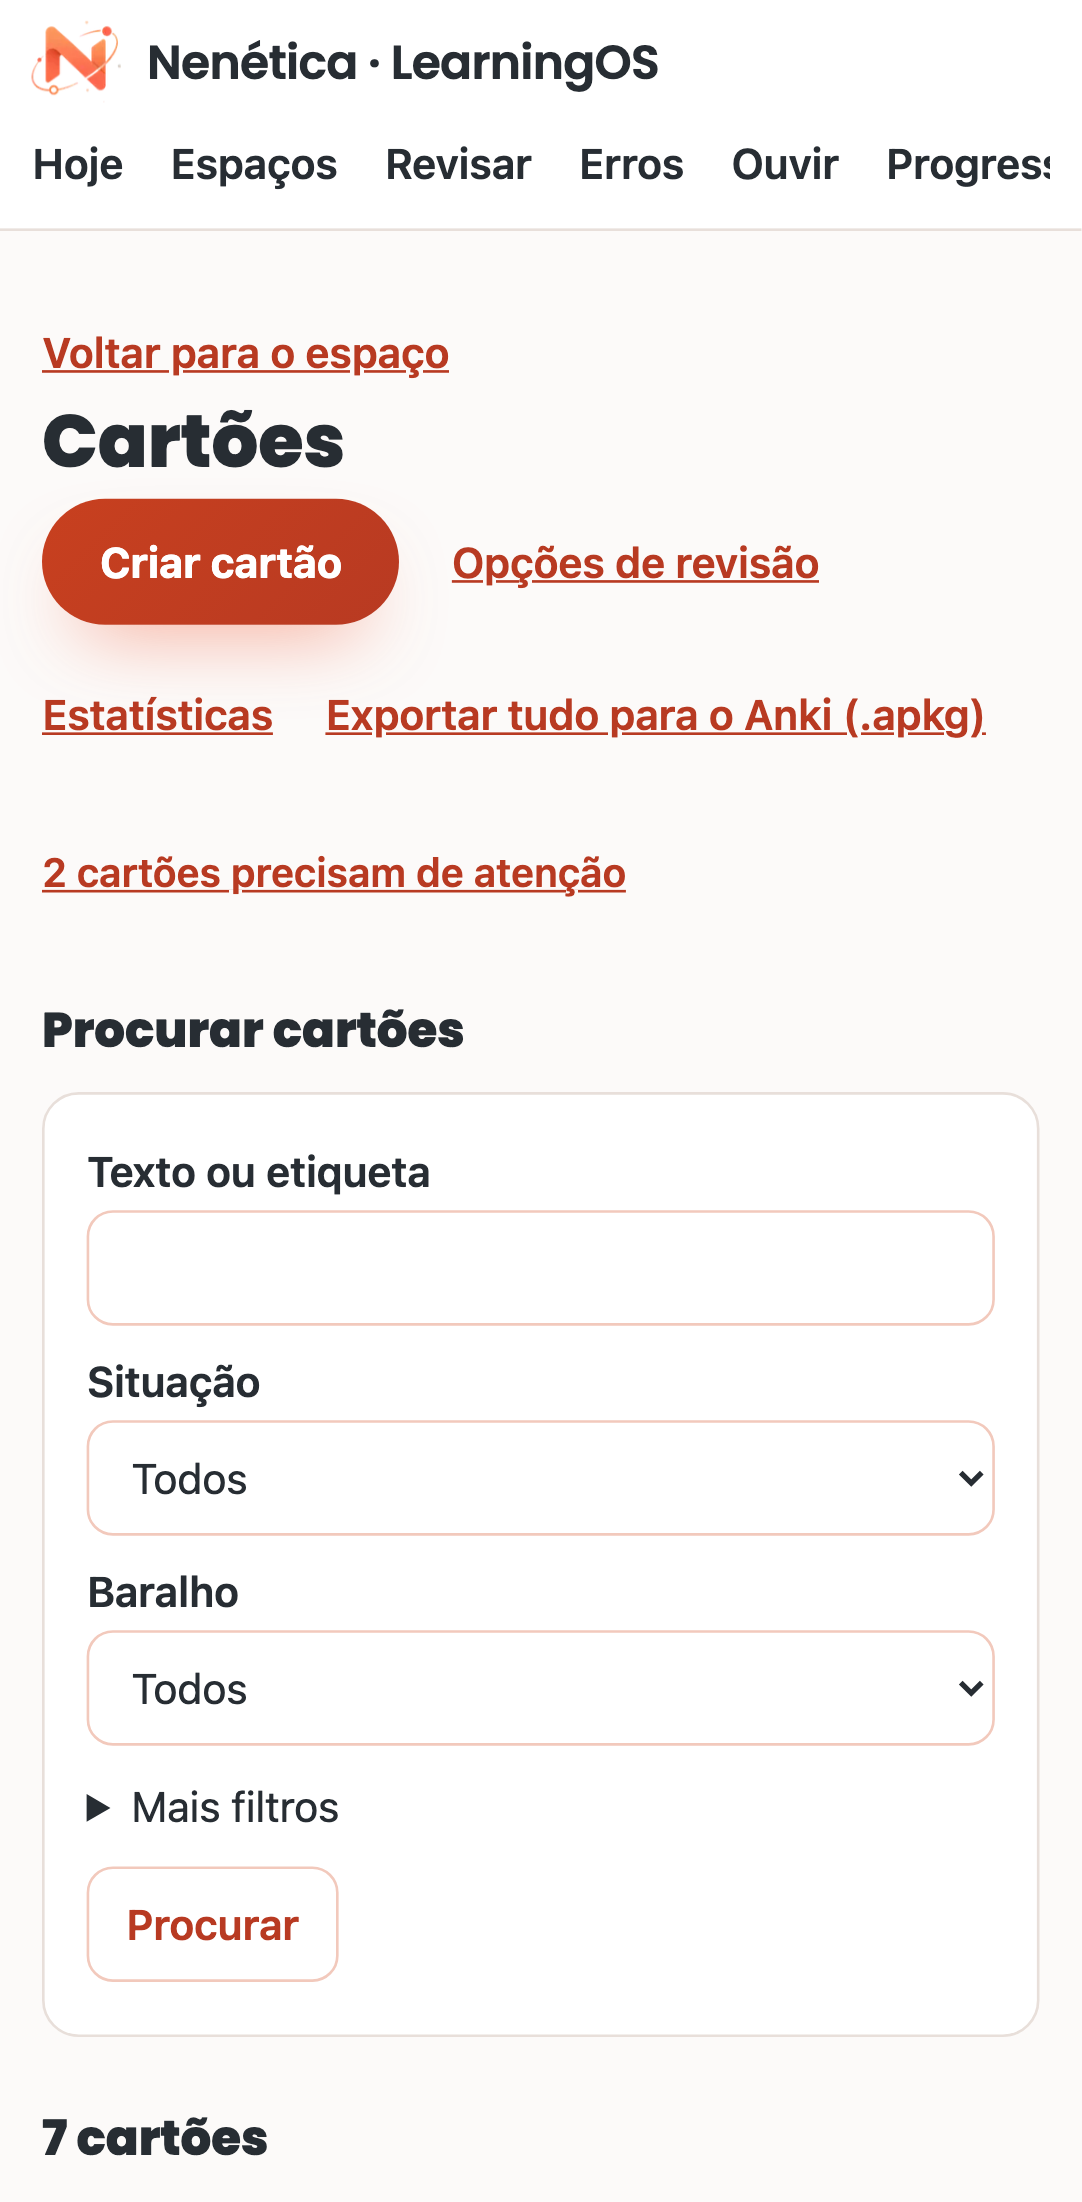 Nenética · LearningOS
Hoje Espaços Revisar Erros Ouvir Progress
Voltar para o espaço
Cartões
Criar cartão Opções de revisão
Estatísticas Exportar tudo para o Anki (.apkg)
2 cartões precisam de atenção
Procurar cartões
Texto ou etiqueta
Situação
Todos
Baralho
Todos
Mais filtros
Procurar
7 cartões